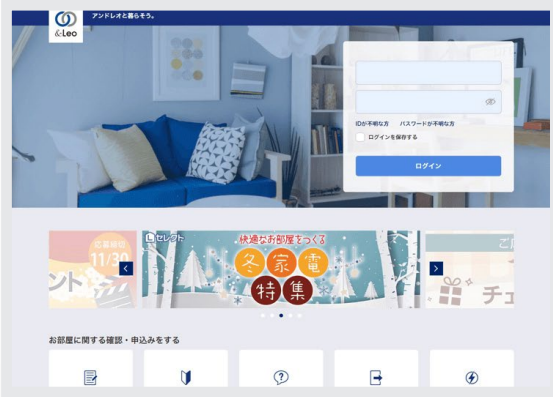 アンドレオと暮らそう。
&Leo
IDが不明な方 パスワードが不明な方
ログインを保存する
ログイン
応募締切
11/30
ント
L セレクト
快適なお部屋をつくる
冬家電
特集
チェ
お部屋に関する確認・申込みをする